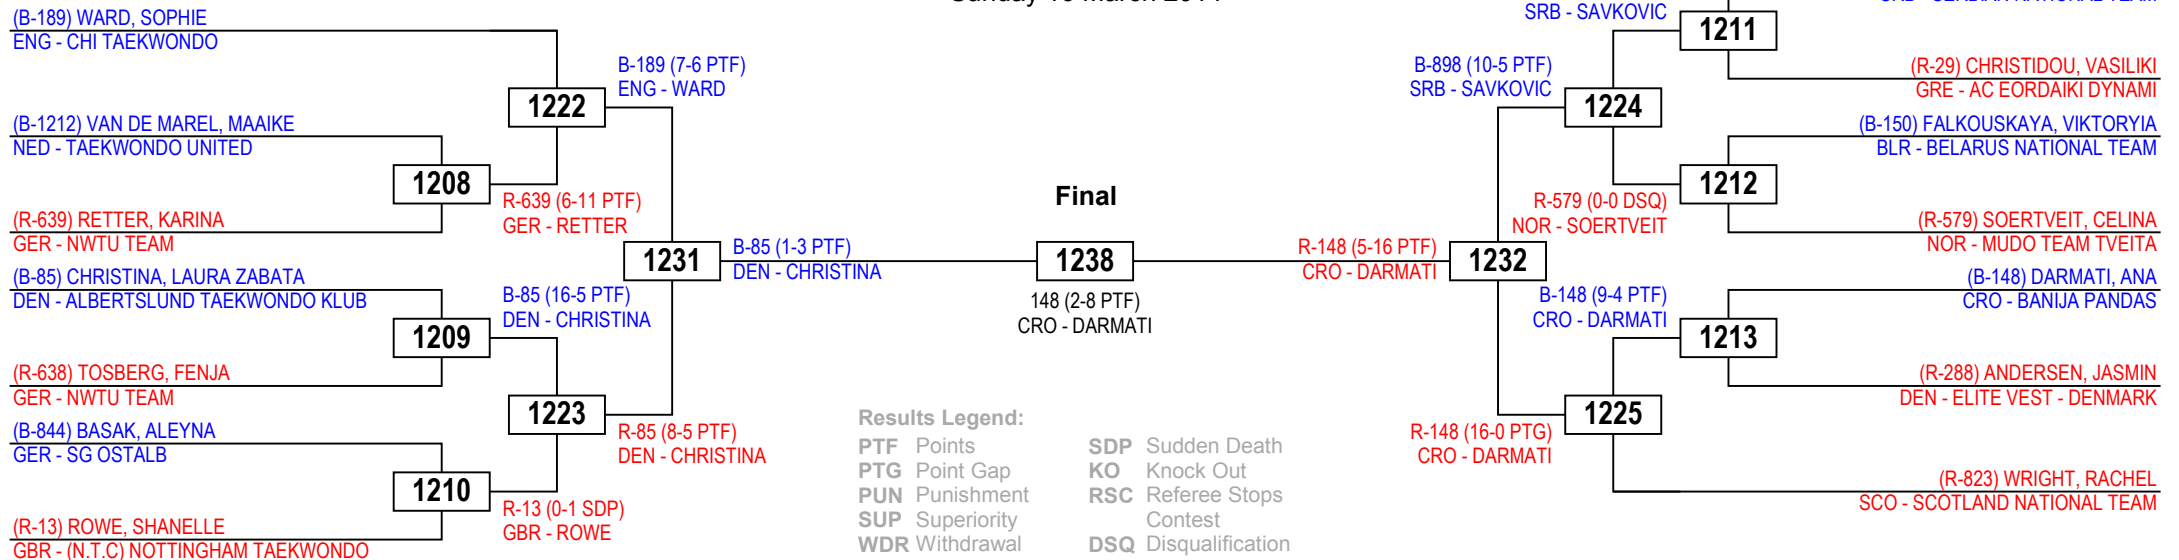 (B-189) WARD, SOPHIE
ENG - CHI TAEKWONDO
B-189 (7-6 PTF)
ENG - WARD
1222
(B-1212) VAN DE MAREL, MAAIKE
NED - TAEKWONDO UNITED
1208
R-639 (6-11 PTF)
GER - RETTER
(R-639) RETTER, KARINA
GER - NWTU TEAM
1231
B-85 (1-3 PTF)
DEN - CHRISTINA
(B-85) CHRISTINA, LAURA ZABATA
DEN - ALBERTSLUND TAEKWONDO KLUB
B-85 (16-5 PTF)
DEN - CHRISTINA
1209
(R-638) TOSBERG, FENJA
GER - NWTU TEAM
1223
R-85 (8-5 PTF)
DEN - CHRISTINA
(B-844) BASAK, ALEYNA
GER - SG OSTALB
1210
R-13 (0-1 SDP)
GBR - ROWE
(R-13) ROWE, SHANELLE
GBR - (N.T.C) NOTTINGHAM TAEKWONDO
Final
1238
148 (2-8 PTF)
CRO - DARMATI
Results Legend:
PTF Points
PTG Point Gap
PUN Punishment
SUP Superiority
WDR Withdrawal
SDP Sudden Death
KO Knock Out
RSC Referee Stops
Contest
DSQ Disqualification
SRB - SAVKOVIC
1211
(R-29) CHRISTIDOU, VASILIKI
GRE - AC EORDAIKI DYNAMI
B-898 (10-5 PTF)
SRB - SAVKOVIC
1224
(B-150) FALKOUSKAYA, VIKTORYIA
BLR - BELARUS NATIONAL TEAM
1212
R-579 (0-0 DSQ)
NOR - SOERTVEIT
(R-579) SOERTVEIT, CELINA
NOR - MUDO TEAM TVEITA
R-148 (5-16 PTF)
CRO - DARMATI
1232
(B-148) DARMATI, ANA
CRO - BANIJA PANDAS
B-148 (9-4 PTF)
CRO - DARMATI
1213
(R-288) ANDERSEN, JASMIN
DEN - ELITE VEST - DENMARK
1225
R-148 (16-0 PTG)
CRO - DARMATI
(R-823) WRIGHT, RACHEL
SCO - SCOTLAND NATIONAL TEAM